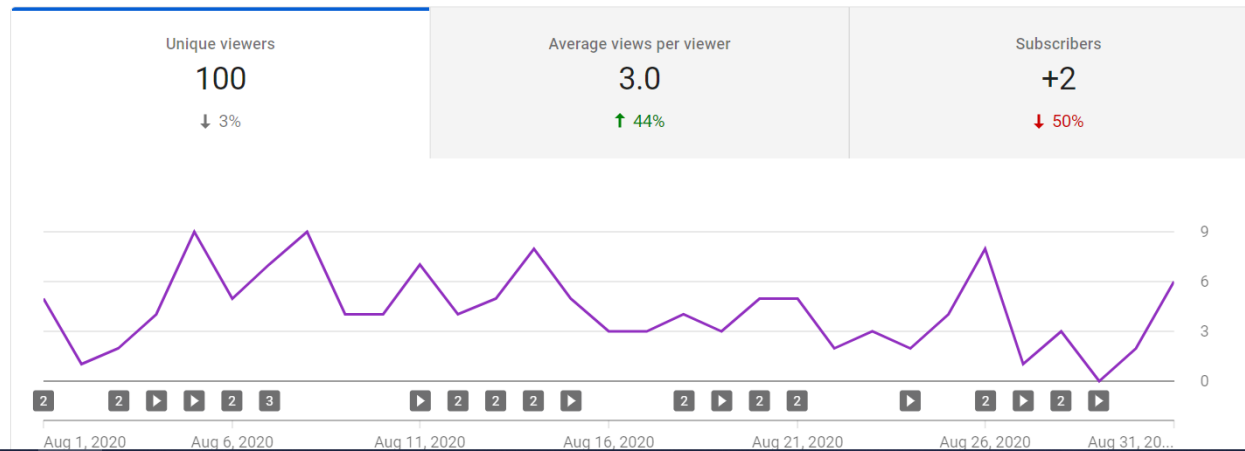 Unique viewers
100
↓ 3%
Average views per viewer
3.0
↑ 44%
Subscribers
+2
↓ 50%
9
6
3
0
2 2 2 3 2 2 2 2 2 2 2 2
Aug 1, 2020 Aug 6, 2020 Aug 11, 2020 Aug 16, 2020 Aug 21, 2020 Aug 26, 2020 Aug 31, 20...